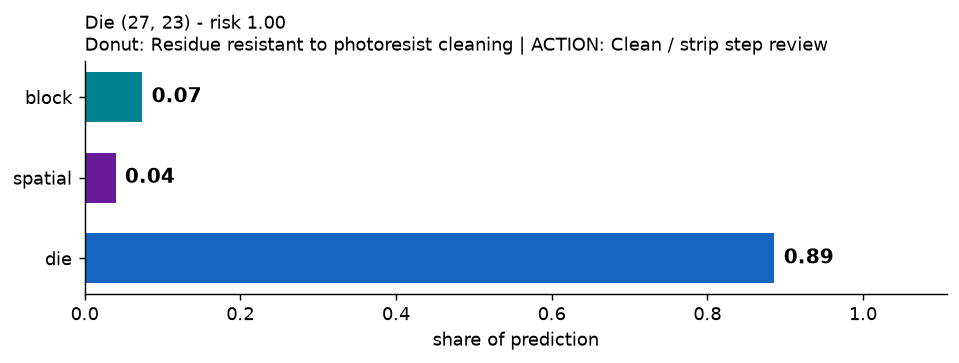 Die (27, 23) - risk 1.00
Donut: Residue resistant to photoresist cleaning | ACTION: Clean / strip step review
block 0.07
spatial 0.04
die 0.89
0.0 0.2 0.4 0.6 0.8 1.0
share of prediction